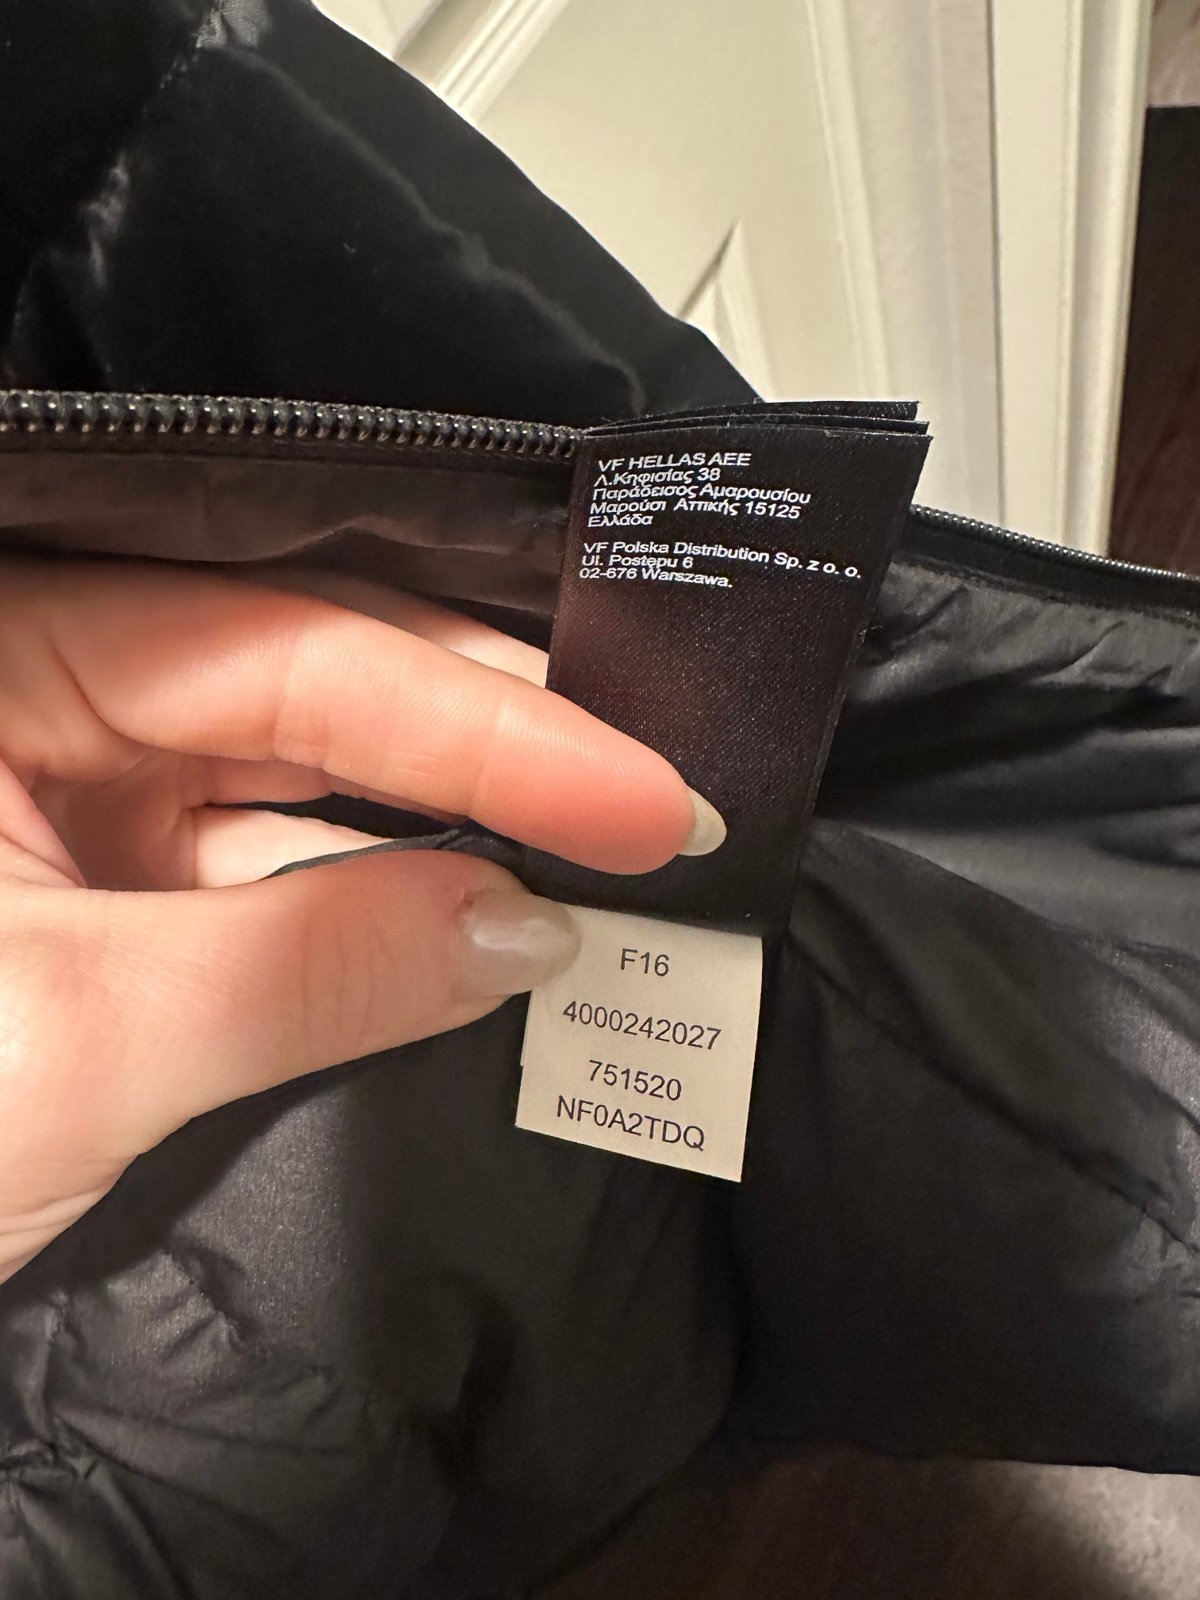 VF HELLAS AEE
Λ.Κηφισίας 38
Παράδεισος Αμαρουσίου
Μαρούσι Αττικής 15125
Ελλάδα
VF Polska Distribution Sp. z o. o.
Ul. Postępu 6
02-676 Warszawa.
F16
4000242027
751520
NF0A2TDQ